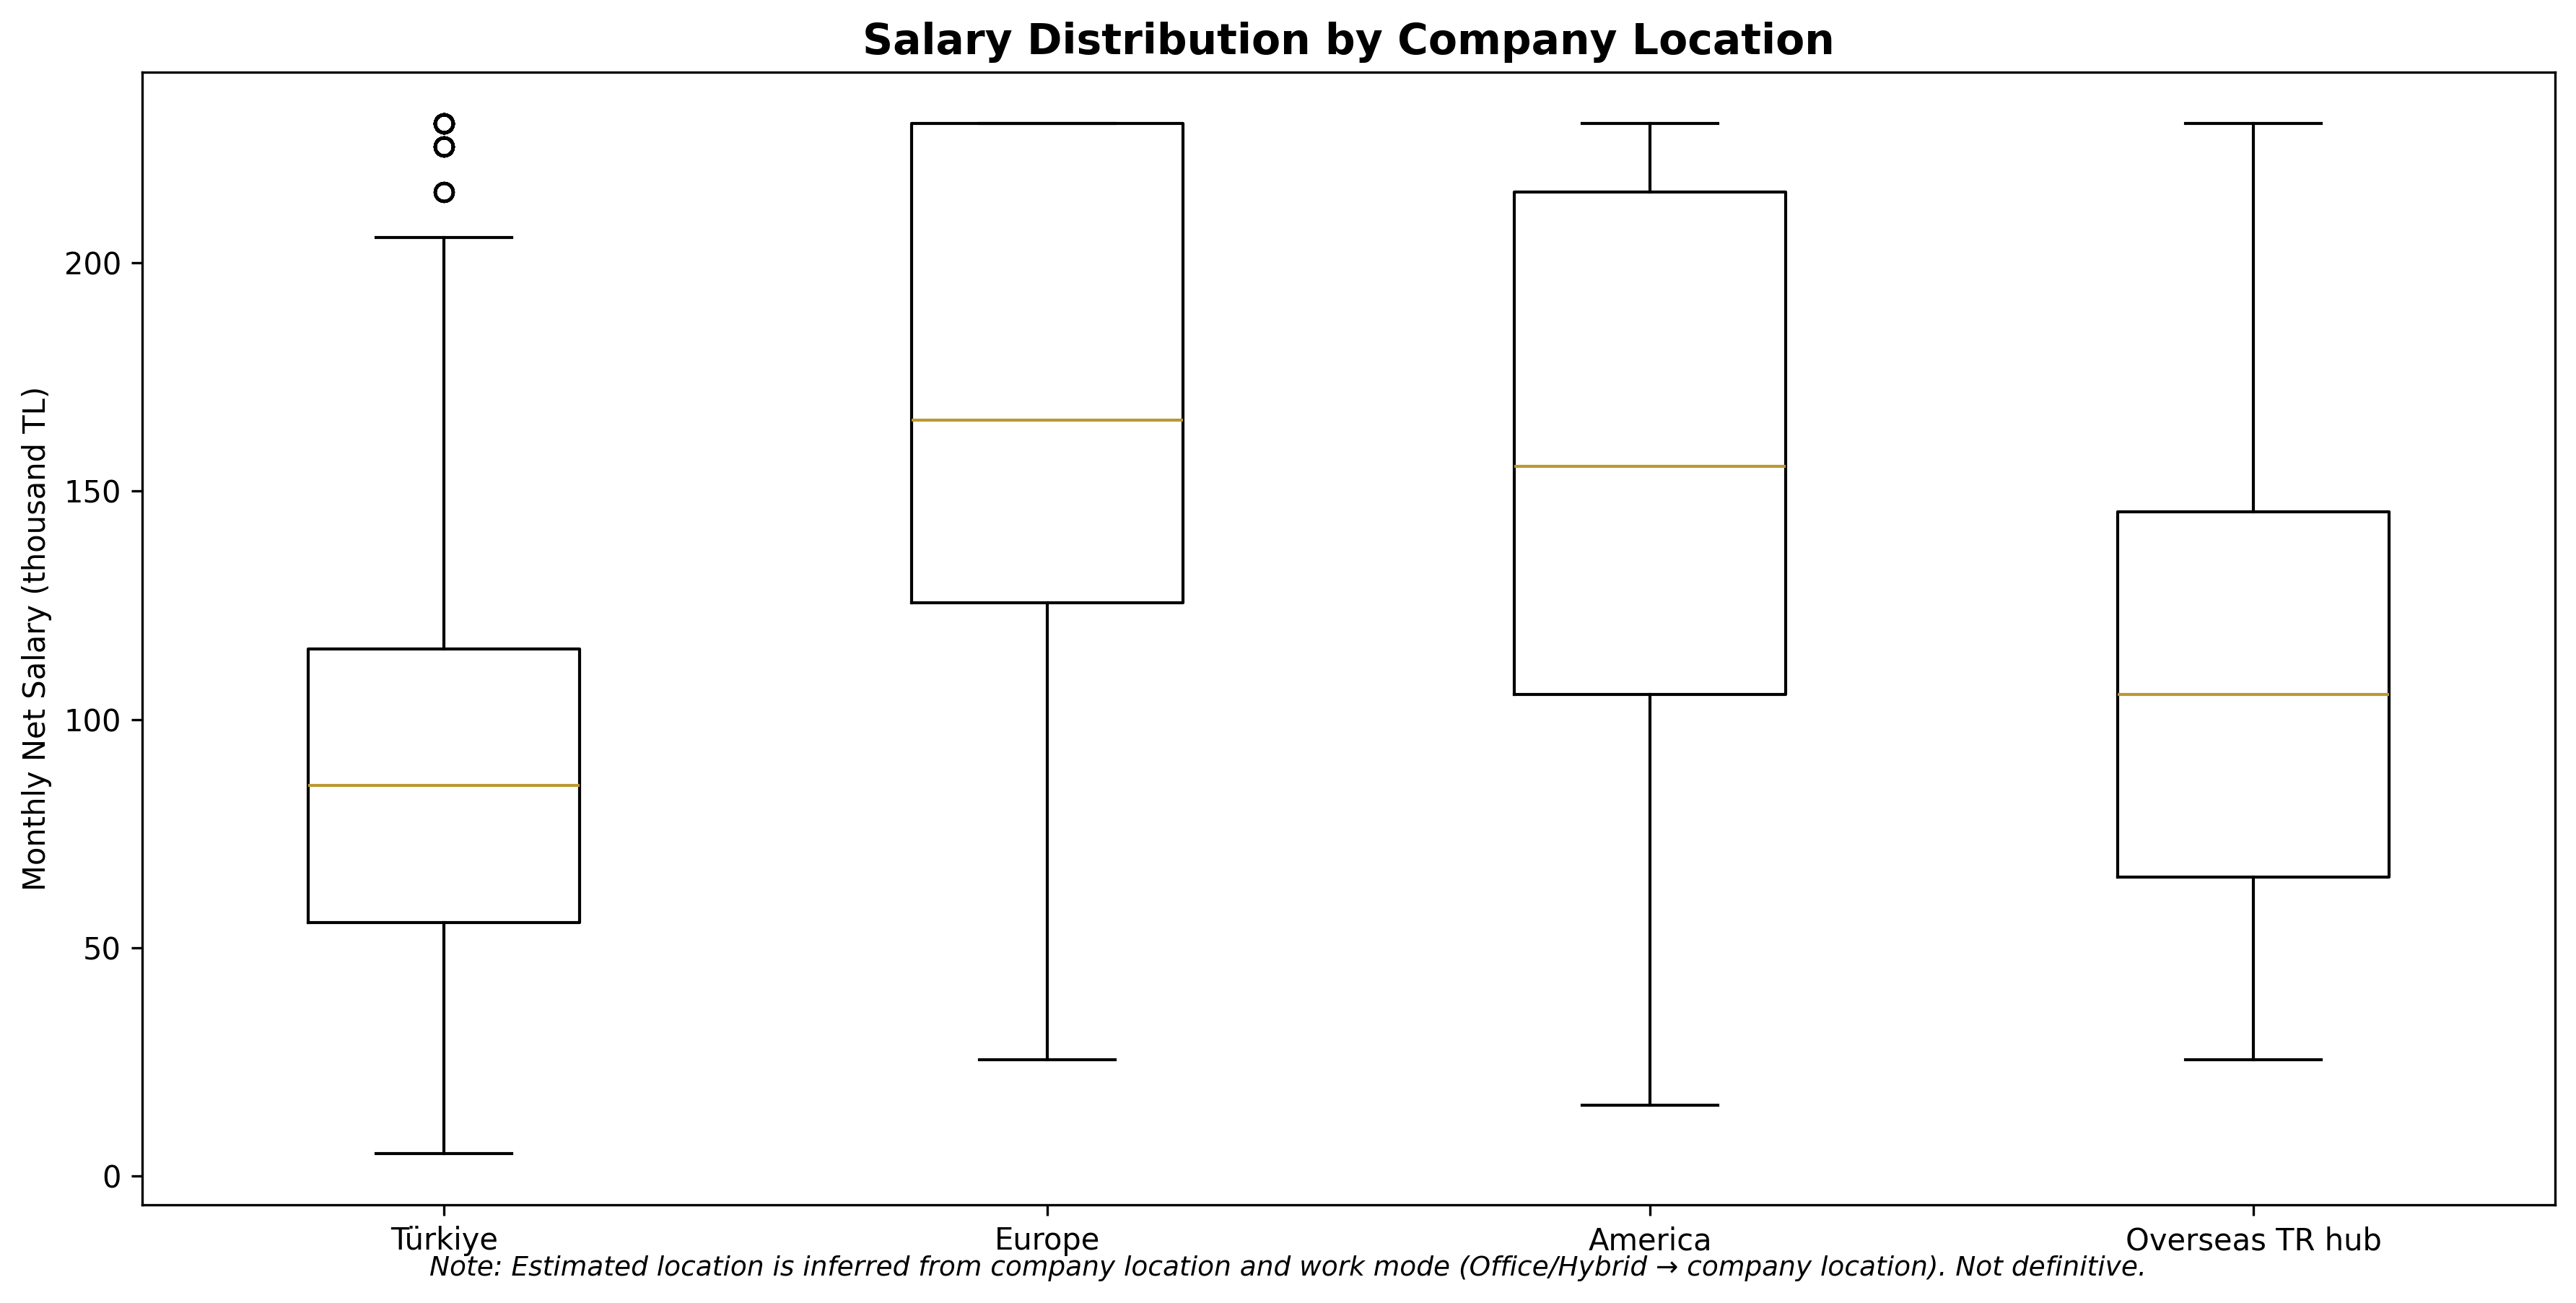 Salary Distribution by Company Location
Monthly Net Salary (thousand TL)
200
150
100
50
0
Türkiye
Europe
America
Overseas TR hub
Note: Estimated location is inferred from company location and work mode (Office/Hybrid → company location). Not definitive.